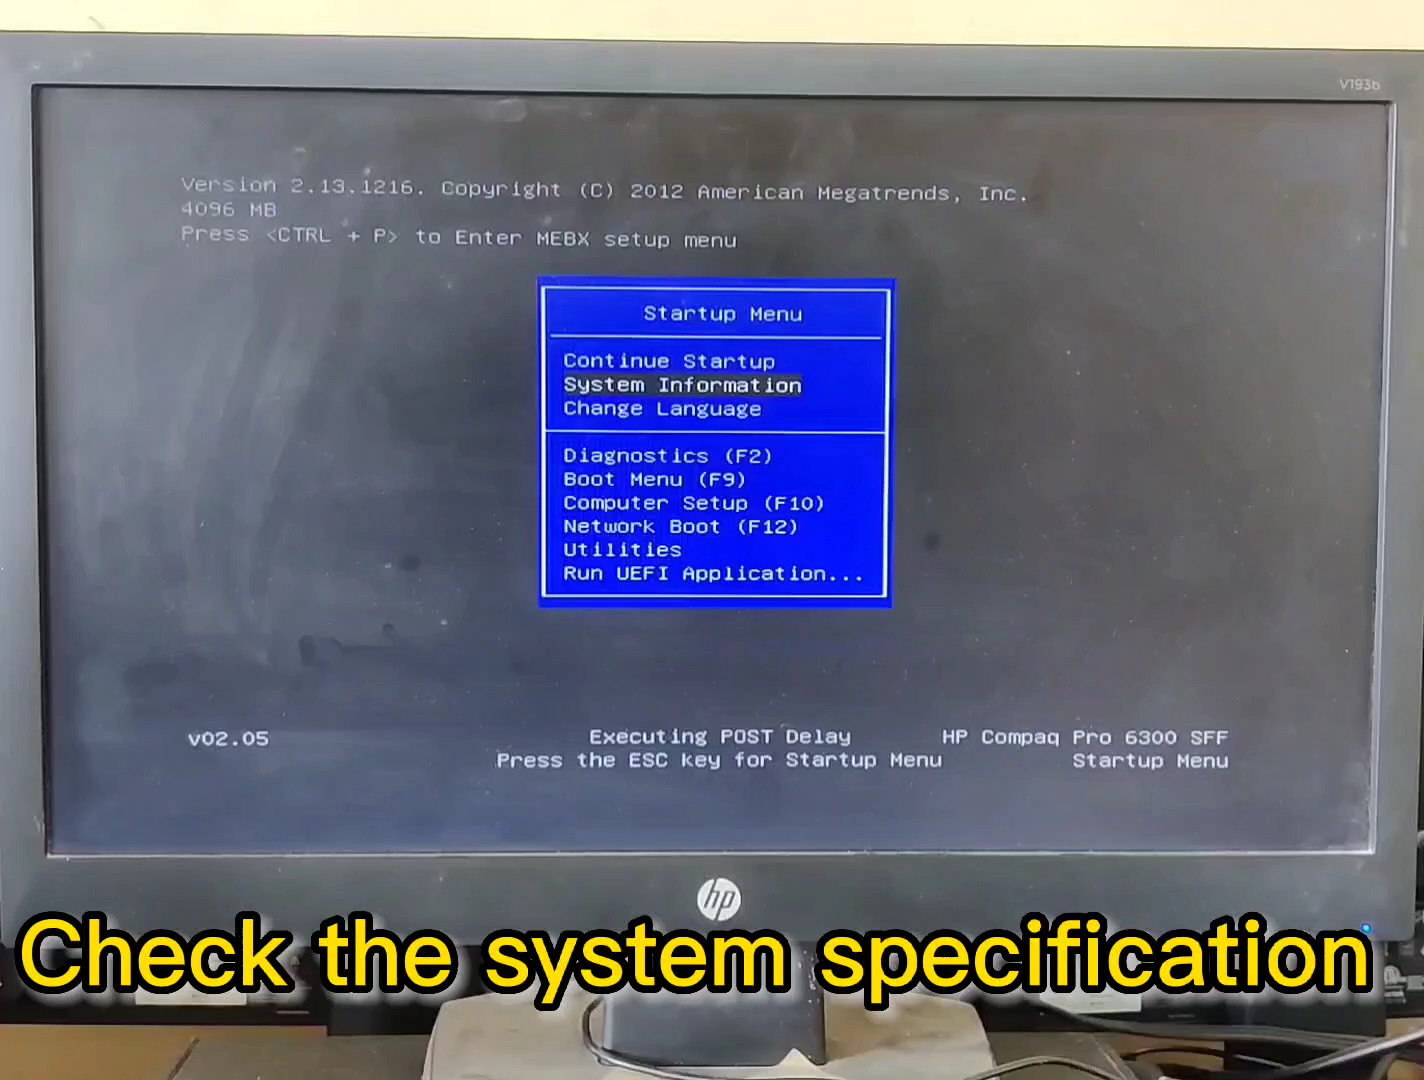 V193b
Version 2.13.1216. Copyright (C) 2012 American Megatrends, Inc.
4096 MB
Press <CTRL + P> to Enter MEBX setup menu
Startup Menu
Continue Startup
System Information
Change Language
Diagnostics (F2)
Boot Menu (F9)
Computer Setup (F10)
Network Boot (F12)
Utilities
Run UEFI Application...
v02.05
Executing POST Delay
HP Compaq Pro 6300 SFF
Press the ESC key for Startup Menu
Startup Menu
hp
Check the system specification